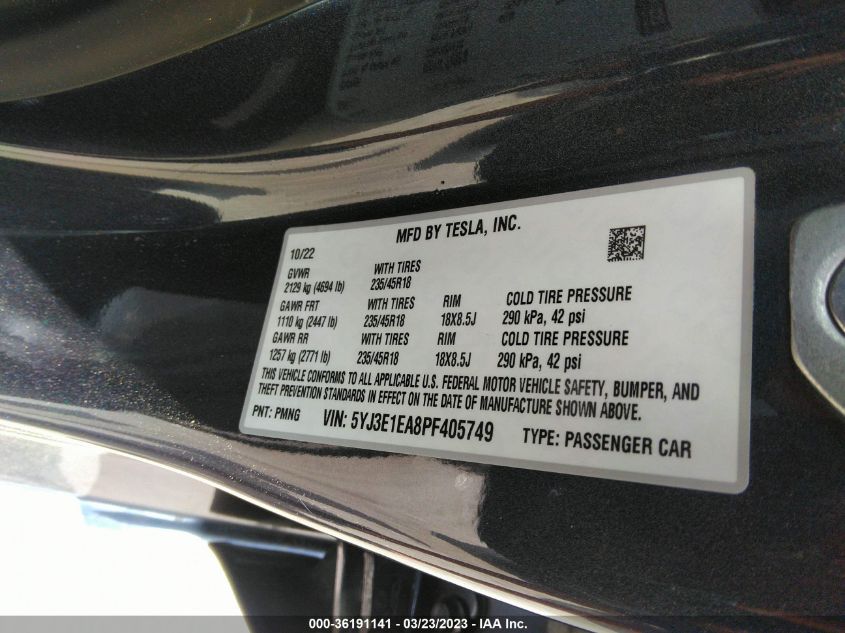 MFD BY TESLA, INC.
10/22
GVWR WITH TIRES
2129 kg (4694 lb) 235/45R18
GAWR FRT WITH TIRES RIM COLD TIRE PRESSURE
1110 kg (2447 lb) 235/45R18 18X8.5J 290 kPa, 42 psi
GAWR RR WITH TIRES RIM COLD TIRE PRESSURE
1257 kg (2771 lb) 235/45R18 18X8.5J 290 kPa, 42 psi
THIS VEHICLE CONFORMS TO ALL APPLICABLE U.S. FEDERAL MOTOR VEHICLE SAFETY, BUMPER, AND
THEFT PREVENTION STANDARDS IN EFFECT ON THE DATE OF MANUFACTURE SHOWN ABOVE.
PNT: PMNG VIN: 5YJ3E1EA8PF405749 TYPE: PASSENGER CAR
000-36191141 - 03/23/2023 - IAA Inc.